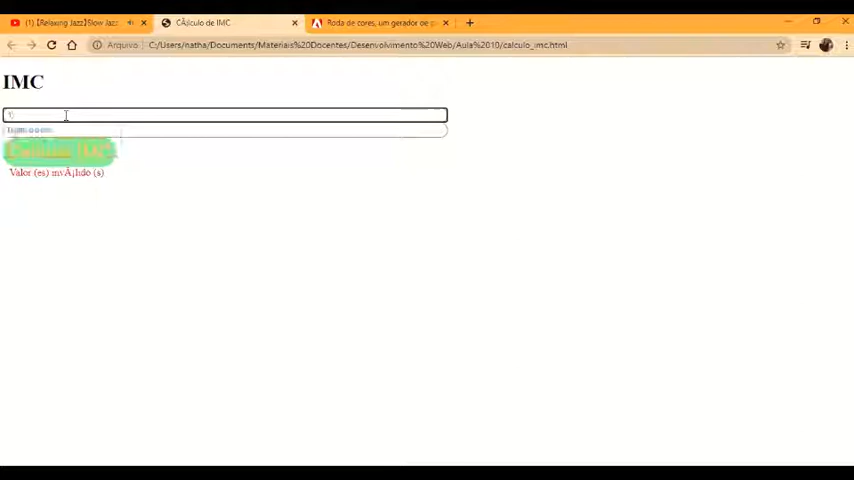 (1) [Relaxing Jazz]Slow Jazz
CÃ¡lculo de IMC
Roda de cores, um gerador de p
Arquivo
C:/Users/natha/Documents/Materiais%20Docentes/Desenvolvimento%20Web/Aula%2010/calculo_imc.html
IMC
Calcular IMC
Valor (es) invÃ¡lido (s)